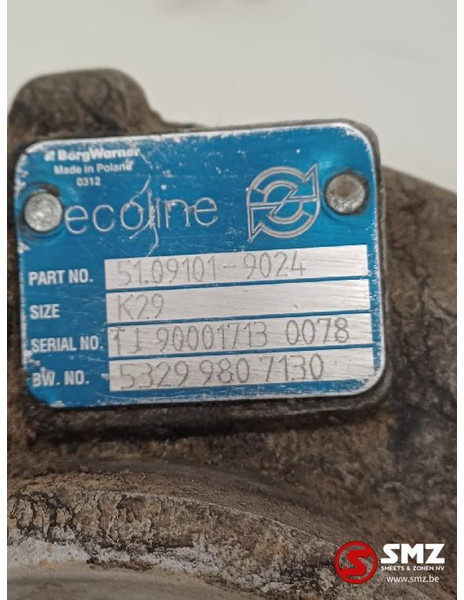 BorgWarner
Made in Poland
0312
ecoline
PART NO. 51.09101-9024
SIZE K29
SERIAL NO. TJ 90001713 0078
BW. NO. 5329 980 7130
SMZ
SMEETS & ZONEN NV
www.smz.be